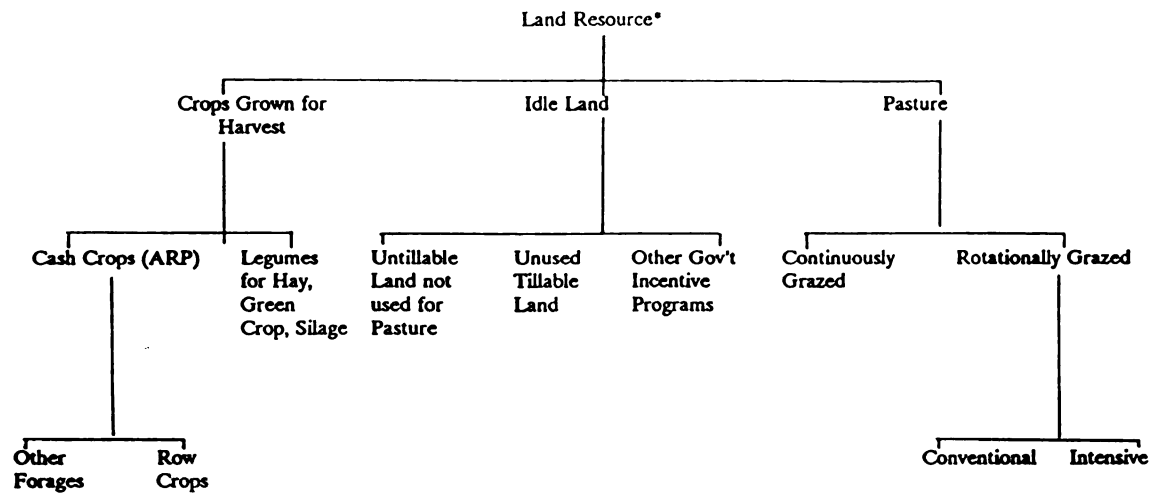 Land Resource*
Crops Grown for
Harvest
Idle Land
Pasture
Cash Crops (ARP)
Legumes
for Hay,
Green
Crop, Silage
Untillable
Land not
used for
Pasture
Unused
Tillable
Land
Other Gov't
Incentive
Programs
Continuously
Grazed
Rotationally Grazed
Other
Forages
Row
Crops
Conventional
Intensive